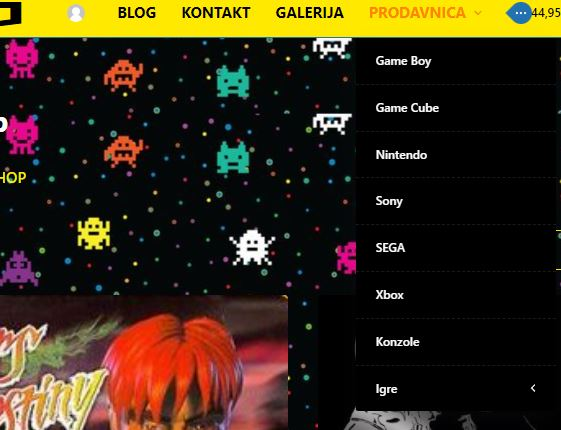 BLOG KONTAKT GALERIJA PRODAVNICA 44,95
Game Boy
Game Cube
Nintendo
HOP
Sony
SEGA
Xbox
Konzole
Igre